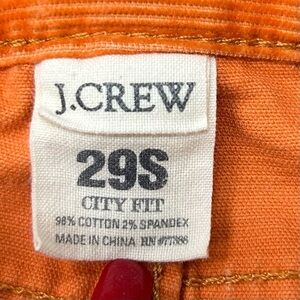 J.CREW
29S
CITY FIT
98% COTTON 2% SPANDEX
MADE IN CHINA RN #77388